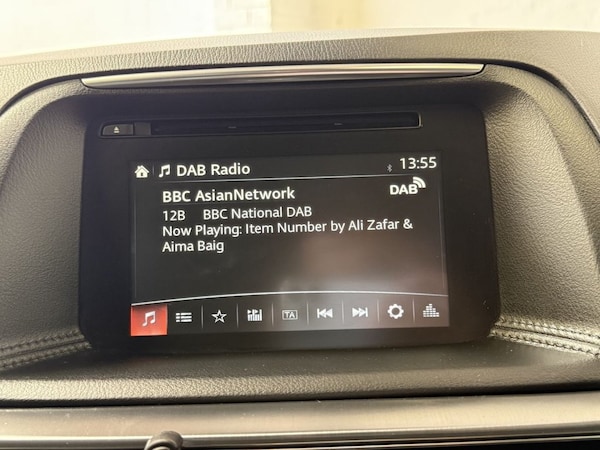 DAB Radio 13:55
BBC AsianNetwork DAB
12B BBC National DAB
Now Playing: Item Number by Ali Zafar &
Aima Baig
TA